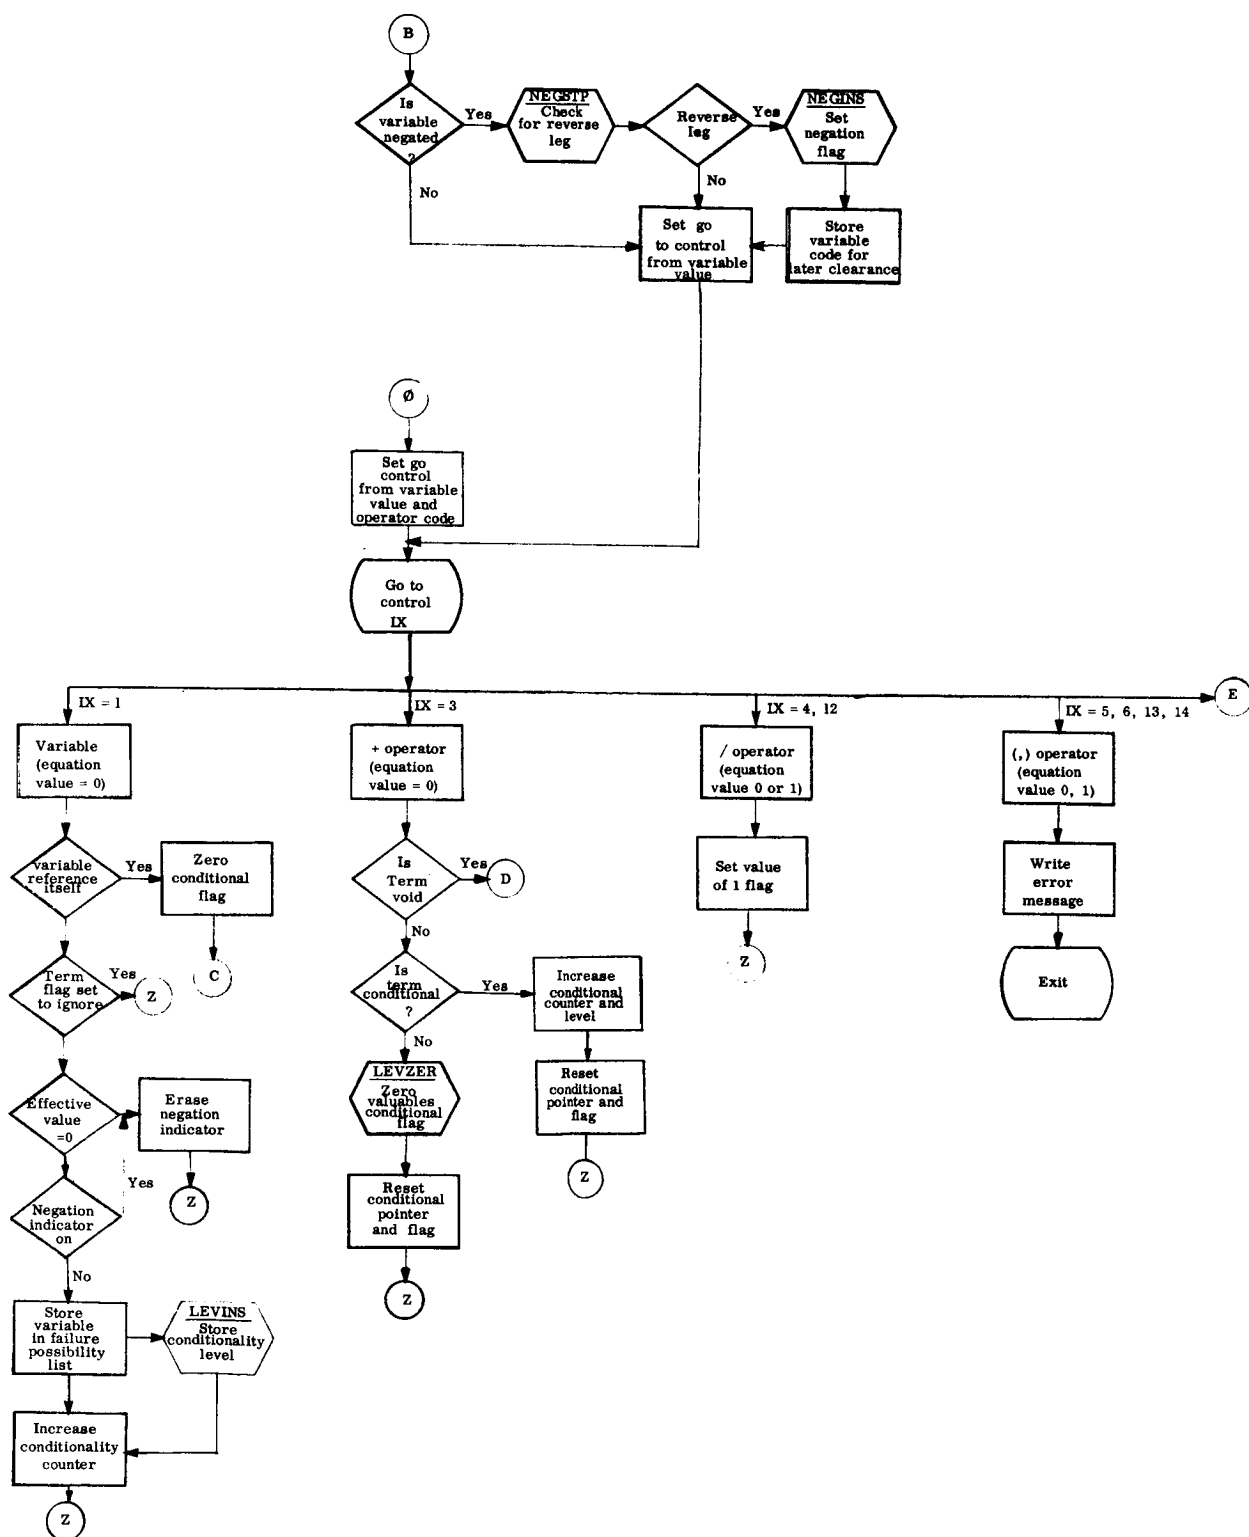 B
Is
variable
negated
?
Yes
NEGSTP
Check
for reverse
leg
Reverse
leg
Yes
NEGINS
Set
negation
flag
No
No
Set go
to control
from variable
value
Store
variable
code for
later clearance
Ø
Set go
control
from variable
value and
operator code
Go to
control
IX
E
IX = 1
IX = 3
IX = 4, 12
IX = 5, 6, 13, 14
Variable
(equation
value = 0)
+ operator
(equation
value = 0)
/ operator
(equation
value 0 or 1)
(,) operator
(equation
value 0, 1)
variable
reference
itself
Yes
Zero
conditional
flag
C
Is
Term
void
Yes
D
No
Set value
of 1 flag
Z
Write
error
message
Exit
Term
flag set
to ignore
Yes
Z
Is
term
conditional
?
Yes
Increase
conditional
counter and
level
No
Reset
conditional
pointer and
flag
Z
Effective
value
=0
Erase
negation
indicator
Z
Yes
LEVZER
Zero
valuables
conditional
flag
Reset
conditional
pointer
and flag
Z
Negation
indicator
on
No
Store
variable
in failure
possibility
list
LEVINS
Store
conditionality
level
Increase
conditionality
counter
Z